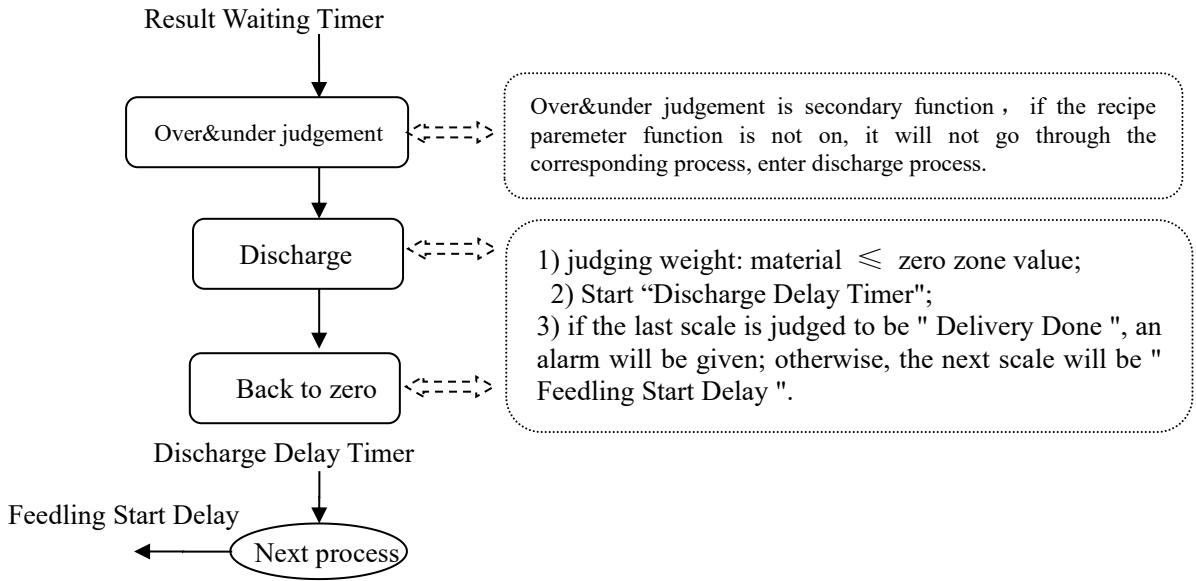 Result Waiting Timer
Over&under judgement
Over&under judgement is secondary function , if the recipe
paremeter function is not on, it will not go through the
corresponding process, enter discharge process.
Discharge
1) judging weight: material ≤ zero zone value;
2) Start “Discharge Delay Timer";
3) if the last scale is judged to be " Delivery Done ", an
alarm will be given; otherwise, the next scale will be "
Feedling Start Delay ".
Back to zero
Discharge Delay Timer
Feedling Start Delay
Next process